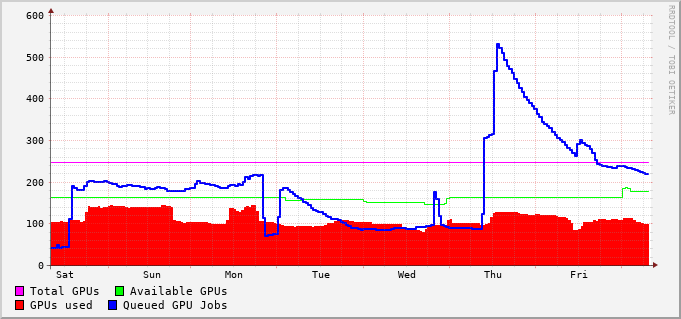 RRDTOOL / TOBI OETIKER
600
500
400
300
200
100
0
Sat Sun Mon Tue Wed Thu Fri
Total GPUs Available GPUs
GPUs used Queued GPU Jobs